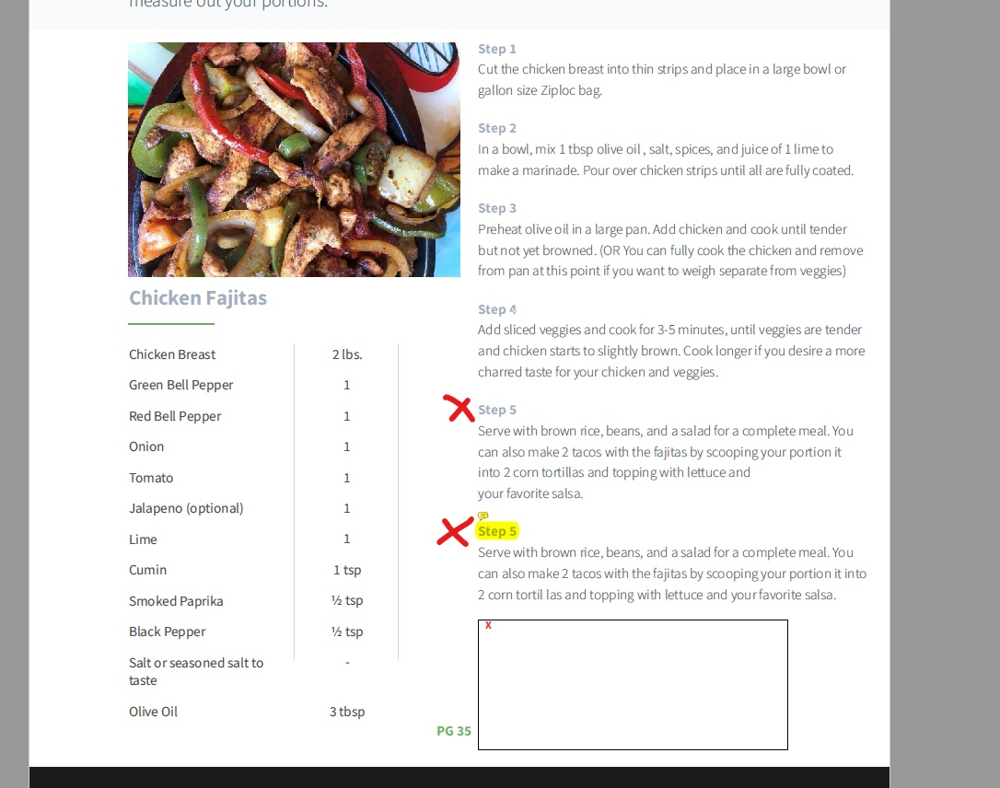 measure out your portions.
Chicken Fajitas
Chicken Breast 2 lbs.
Green Bell Pepper 1
Red Bell Pepper 1
Onion 1
Tomato 1
Jalapeno (optional) 1
Lime 1
Cumin 1 tsp
Smoked Paprika ½ tsp
Black Pepper ½ tsp
Salt or seasoned salt to -
taste
Olive Oil 3 tbsp
Step 1
Cut the chicken breast into thin strips and place in a large bowl or
gallon size Ziploc bag.
Step 2
In a bowl, mix 1 tbsp olive oil , salt, spices, and juice of 1 lime to
make a marinade. Pour over chicken strips until all are fully coated.
Step 3
Preheat olive oil in a large pan. Add chicken and cook until tender
but not yet browned. (OR You can fully cook the chicken and remove
from pan at this point if you want to weigh separate from veggies)
Step 4
Add sliced veggies and cook for 3-5 minutes, until veggies are tender
and chicken starts to slightly brown. Cook longer if you desire a more
charred taste for your chicken and veggies.
Step 5
Serve with brown rice, beans, and a salad for a complete meal. You
can also make 2 tacos with the fajitas by scooping your portion it
into 2 corn tortillas and topping with lettuce and
your favorite salsa.
Step 5
Serve with brown rice, beans, and a salad for a complete meal. You
can also make 2 tacos with the fajitas by scooping your portion it into
2 corn tortil las and topping with lettuce and your favorite salsa.
X
PG 35